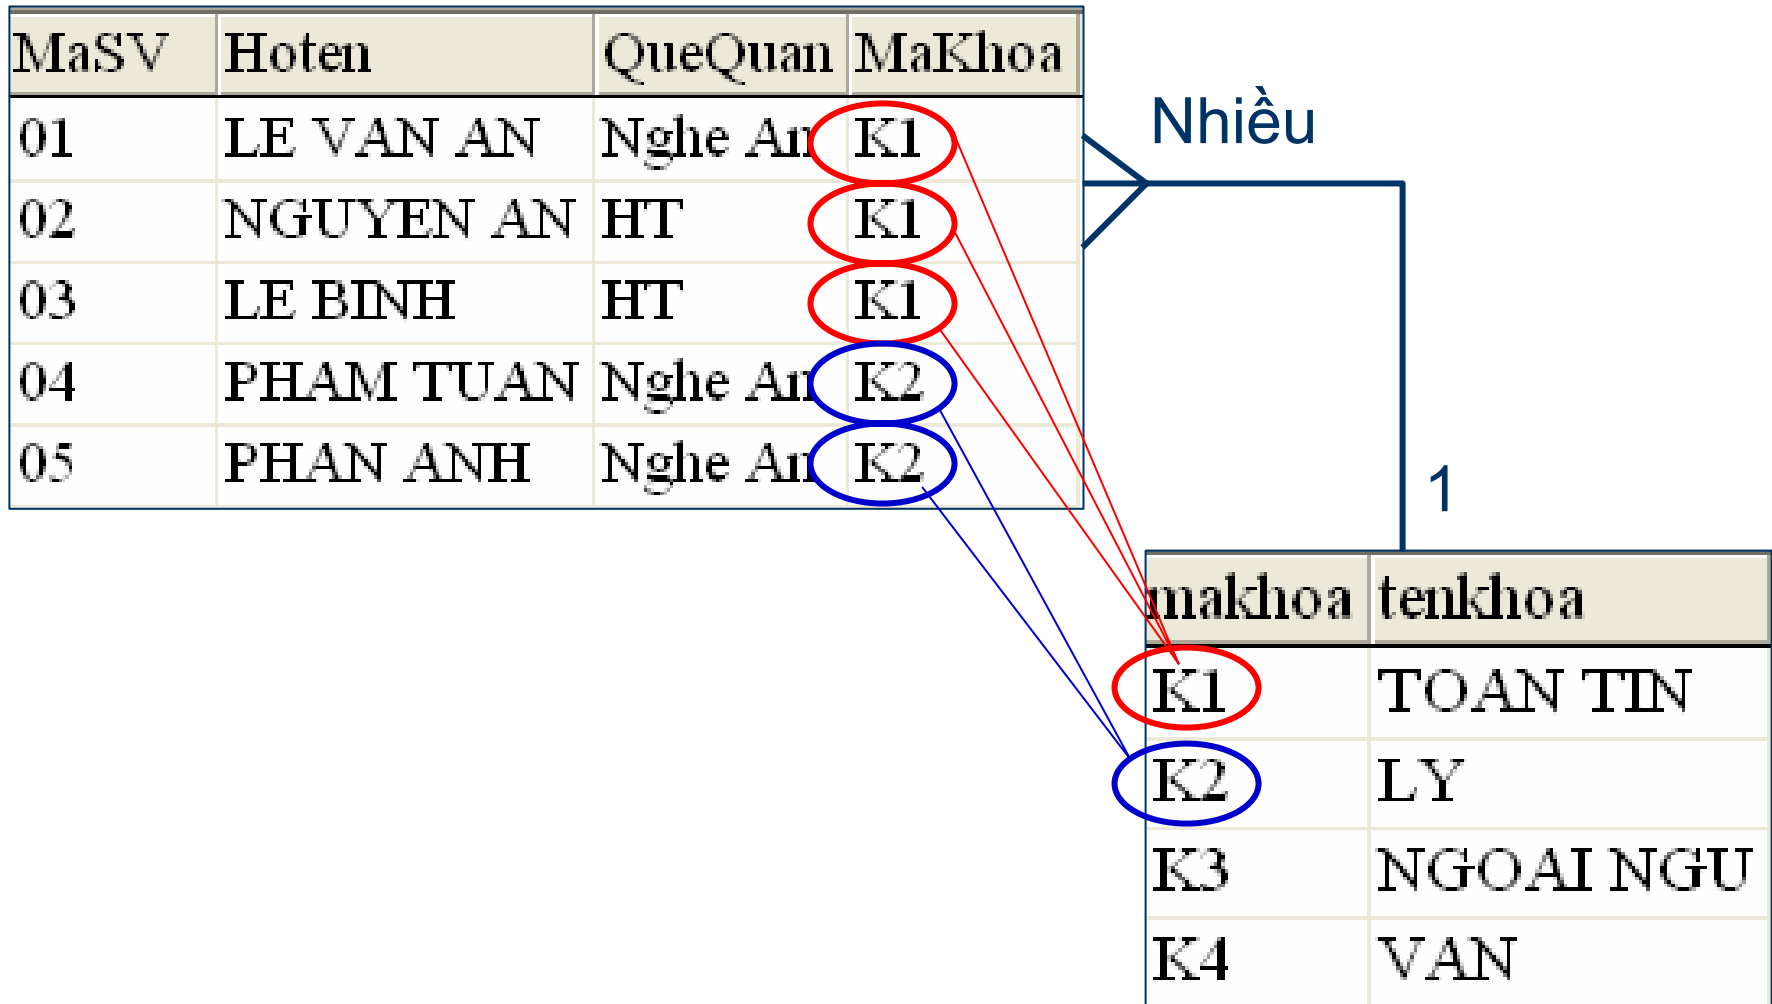 MaSV Hoten QueQuan MaKhoa
01 LE VAN AN Nghe An K1
02 NGUYEN AN HT K1
03 LE BINH HT K1
04 PHAM TUAN Nghe An K2
05 PHAN ANH Nghe An K2
Nhiều
1
makhoa tenkhoa
K1 TOAN TIN
K2 LY
K3 NGOAI NGU
K4 VAN